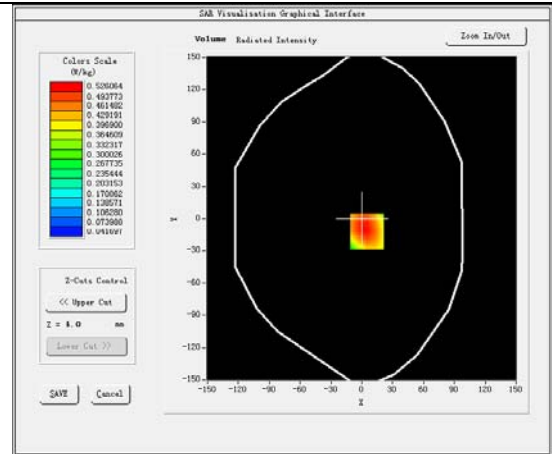 SAR Visualisation Graphical Interface
Volume Radiated Intensity
Zoom In/Out
Colors Scale
(W/kg)
0.526064
0.493773
0.461482
0.429191
0.396900
0.364609
0.332317
0.300026
0.267735
0.235444
0.203153
0.170862
0.138571
0.106280
0.073988
0.041697
Z-Cuts Control
<< Upper Cut
Z = 4.0 mm
Lower Cut >>
SAVE Cancel
150
120
90
60
30
0
-30
-60
-90
-120
-150
Y
-150 -120 -90 -60 -30 0 30 60 90 120 150
X